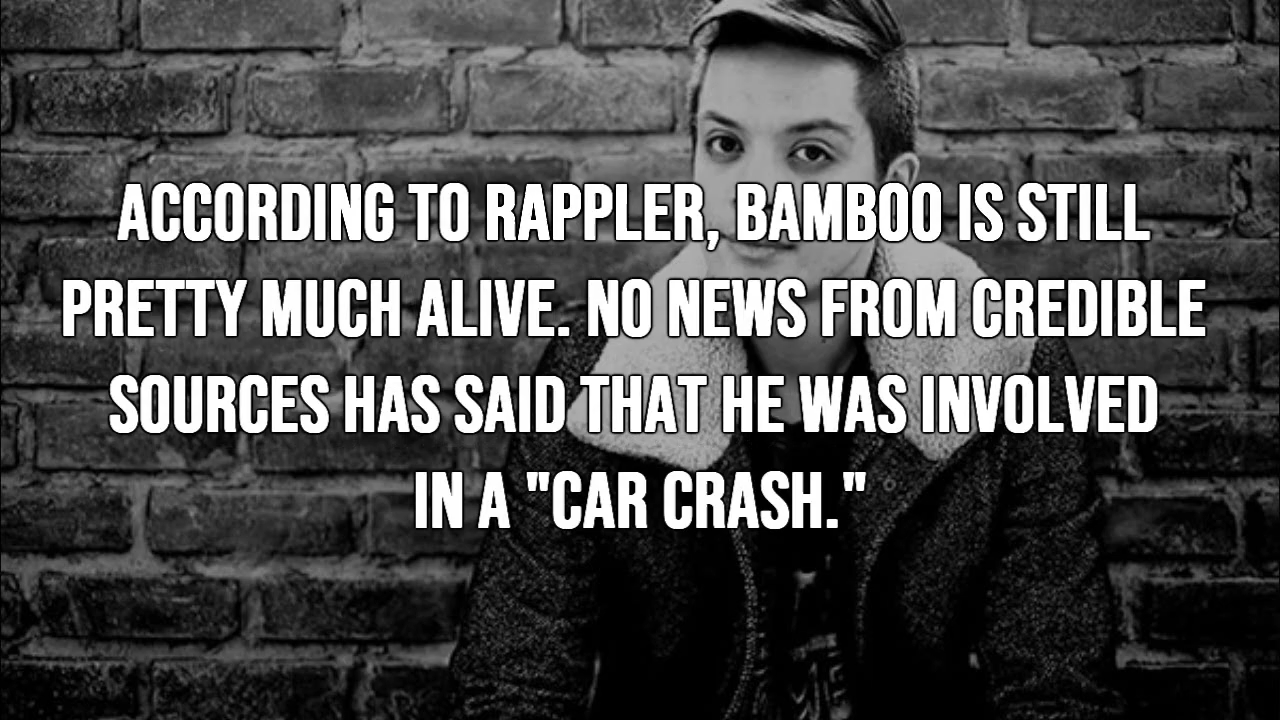 ACCORDING TO RAPPLER, BAMBOO IS STILL
PRETTY MUCH ALIVE. NO NEWS FROM CREDIBLE
SOURCES HAS SAID THAT HE WAS INVOLVED
IN A "CAR CRASH."